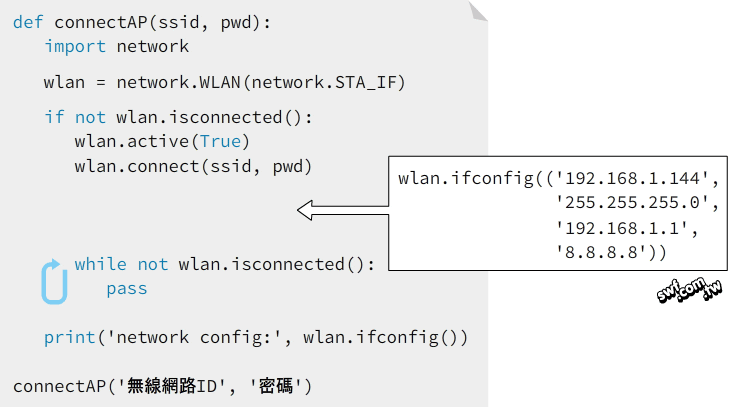 def connectAP(ssid, pwd):
import network
wlan = network.WLAN(network.STA_IF)
if not wlan.isconnected():
wlan.active(True)
wlan.connect(ssid, pwd)
wlan.ifconfig(('192.168.1.144',
'255.255.255.0',
'192.168.1.1',
'8.8.8.8'))
while not wlan.isconnected():
pass
print('network config:', wlan.ifconfig())
connectAP('無線網路ID', '密碼')
swf.com.tw